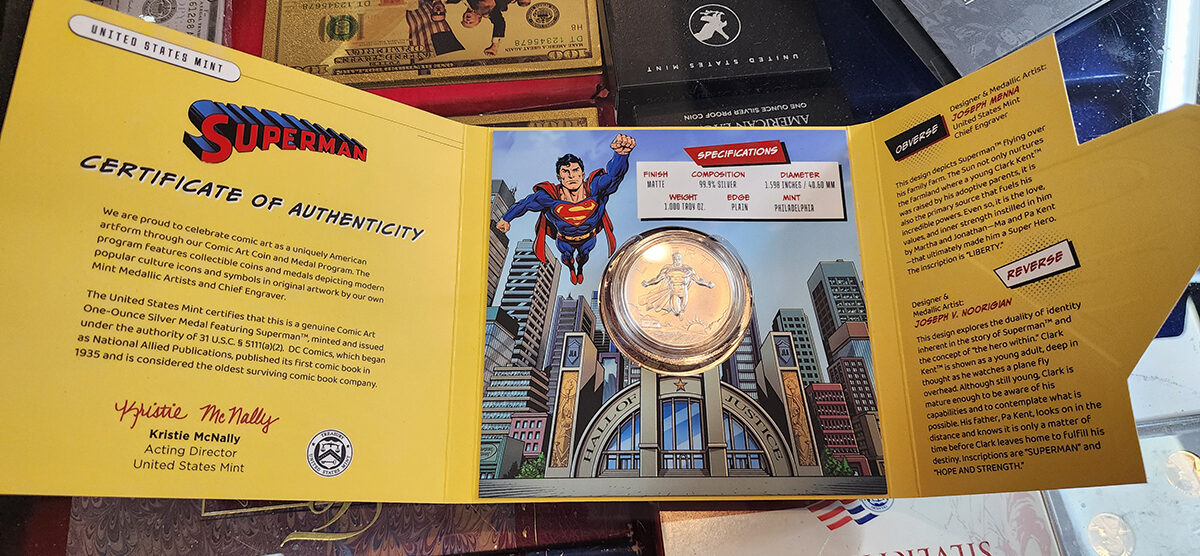 UNITED STATES MINT
SUPERMAN
CERTIFICATE OF AUTHENTICITY
We are proud to celebrate comic art as a uniquely American
artform through our Comic Art Coin and Medal Program. The
program features collectible coins and medals depicting modern
popular culture icons and symbols in original artwork by our own
Mint Medallic Artists and Chief Engraver.
The United States Mint certifies that this is a genuine Comic Art
One-Ounce Silver Medal featuring Superman™, minted and issued
under the authority of 31 U.S.C. § 5111(a)(2). DC Comics, which began
as National Allied Publications, published its first comic book in
1935 and is considered the oldest surviving comic book company.
Kristie McNally
Kristie McNally
Acting Director
United States Mint
SPECIFICATIONS
FINISH COMPOSITION DIAMETER
MATTE 99.9% SILVER 1.598 INCHES / 40.60 MM
WEIGHT EDGE MINT
1.000 TROY OZ. PLAIN PHILADELPHIA
HALL OF JUSTICE
OBVERSE
Designer & Medallic Artist:
JOSEPH MENNA
United States Mint
Chief Engraver
This design depicts Superman™ flying over
his family farm. The Sun not only nurtures
the farmland where a young Clark Kent™
was raised by his adoptive parents, it is
also the primary source that fuels his
incredible powers. Even so, it is the love,
values, and inner strength instilled in him
by Martha and Jonathan—Ma and Pa Kent
—that ultimately made him a Super Hero.
The inscription is "LIBERTY."
REVERSE
Designer &
Medallic Artist:
JOSEPH V. NOORIGIAN
This design explores the duality of identity
inherent in the story of Superman™ and
the concept of "the hero within." Clark
Kent™ is shown as a young adult, deep in
thought as he watches a plane fly
overhead. Although still young, Clark is
mature enough to be aware of his
capabilities and to contemplate what is
possible. His father, Pa Kent, looks on in the
distance and knows it is only a matter of
time before Clark leaves home to fulfill his
destiny. Inscriptions are "SUPERMAN" and
"HOPE AND STRENGTH."
DT 12345678
DT 12345678
H8
100
UNITED STATES MINT
ONE OUNCE SILVER PROOF COIN